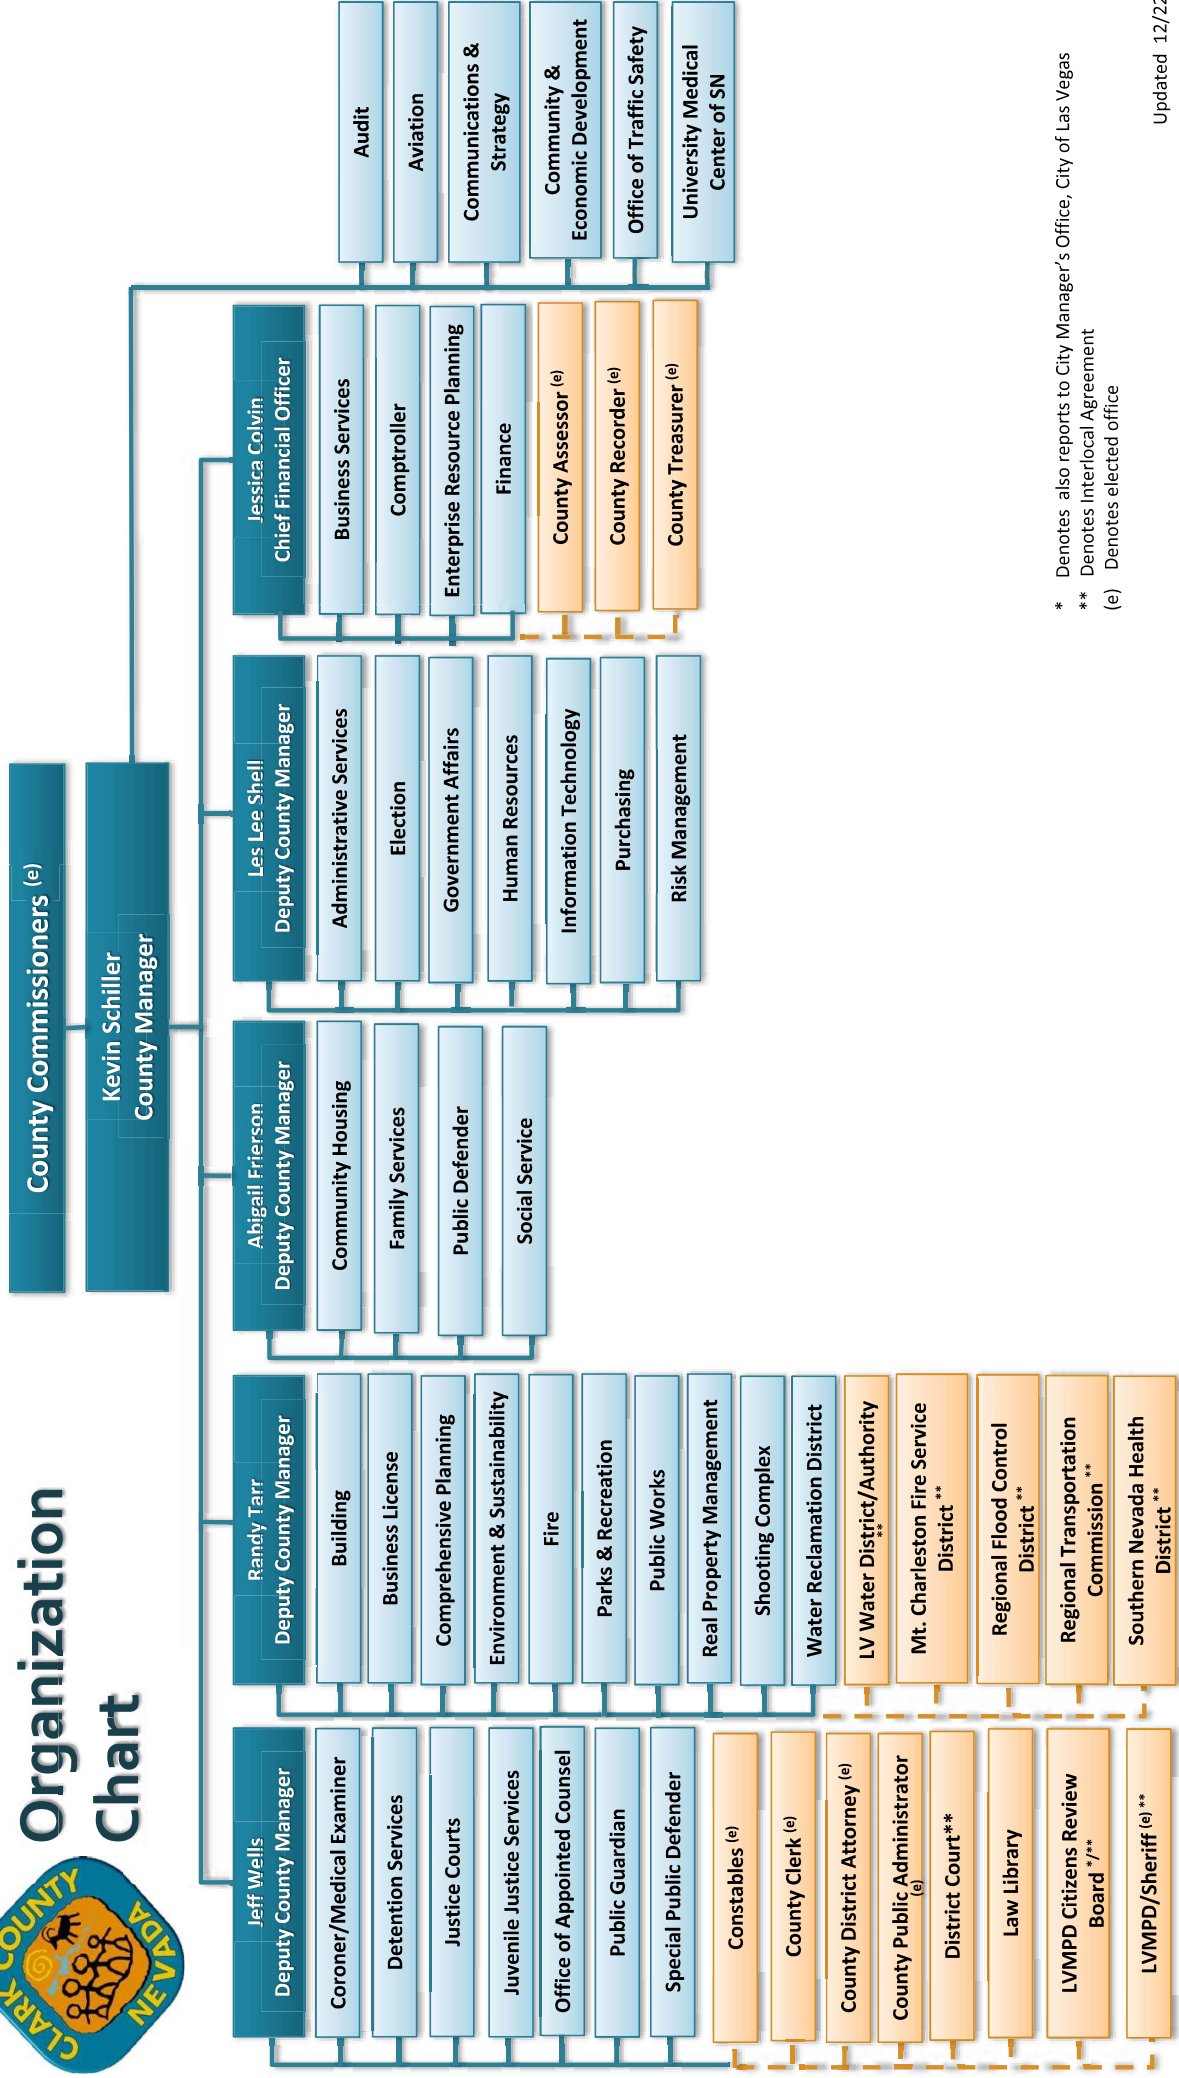 CLARK COUNTY
NEVADA
Organization
Chart
County Commissioners (e)
Kevin Schiller
County Manager
Jeff Wells
Deputy County Manager
Coroner/Medical Examiner
Detention Services
Justice Courts
Juvenile Justice Services
Office of Appointed Counsel
Public Guardian
Special Public Defender
Constables (e)
County Clerk (e)
County District Attorney (e)
County Public Administrator
(e)
District Court**
Law Library
LVMPD Citizens Review
Board */**
LVMPD/Sheriff (e) **
Randy Tarr
Deputy County Manager
Building
Business License
Comprehensive Planning
Environment & Sustainability
Fire
Parks & Recreation
Public Works
Real Property Management
Shooting Complex
Water Reclamation District
LV Water District/Authority
**
Mt. Charleston Fire Service
District **
Regional Flood Control
District **
Regional Transportation
Commission **
Southern Nevada Health
District **
Abigail Frierson
Deputy County Manager
Community Housing
Family Services
Public Defender
Social Service
Les Lee Shell
Deputy County Manager
Administrative Services
Election
Government Affairs
Human Resources
Information Technology
Purchasing
Risk Management
Jessica Colvin
Chief Financial Officer
Business Services
Comptroller
Enterprise Resource Planning
Finance
County Assessor (e)
County Recorder (e)
County Treasurer (e)
Audit
Aviation
Communications &
Strategy
Community &
Economic Development
Office of Traffic Safety
University Medical
Center of SN
* Denotes also reports to City Manager’s Office, City of Las Vegas
** Denotes Interlocal Agreement
(e) Denotes elected office
Updated 12/22